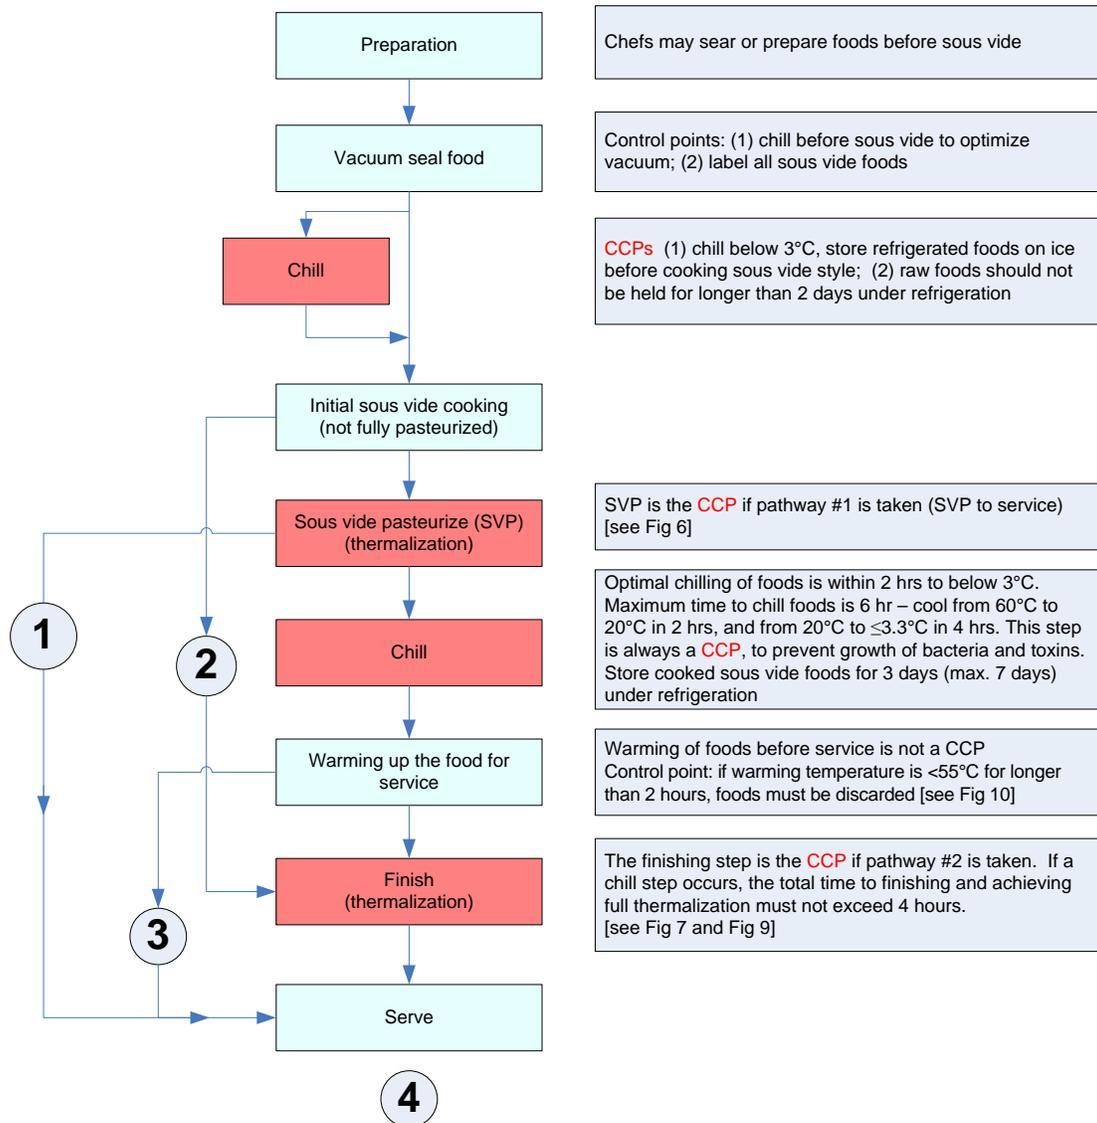 Preparation
Chefs may sear or prepare foods before sous vide
Vacuum seal food
Control points: (1) chill before sous vide to optimize
vacuum; (2) label all sous vide foods
Chill
CCPs (1) chill below 3°C, store refrigerated foods on ice
before cooking sous vide style; (2) raw foods should not
be held for longer than 2 days under refrigeration
Initial sous vide cooking
(not fully pasteurized)
Sous vide pasteurize (SVP)
(thermalization)
SVP is the CCP if pathway #1 is taken (SVP to service)
[see Fig 6]
1
2
Chill
Optimal chilling of foods is within 2 hrs to below 3°C.
Maximum time to chill foods is 6 hr – cool from 60°C to
20°C in 2 hrs, and from 20°C to ≤3.3°C in 4 hrs. This step
is always a CCP, to prevent growth of bacteria and toxins.
Store cooked sous vide foods for 3 days (max. 7 days)
under refrigeration
Warming up the food for
service
Warming of foods before service is not a CCP
Control point: if warming temperature is <55°C for longer
than 2 hours, foods must be discarded [see Fig 10]
Finish
(thermalization)
The finishing step is the CCP if pathway #2 is taken. If a
chill step occurs, the total time to finishing and achieving
full thermalization must not exceed 4 hours.
[see Fig 7 and Fig 9]
3
Serve
4